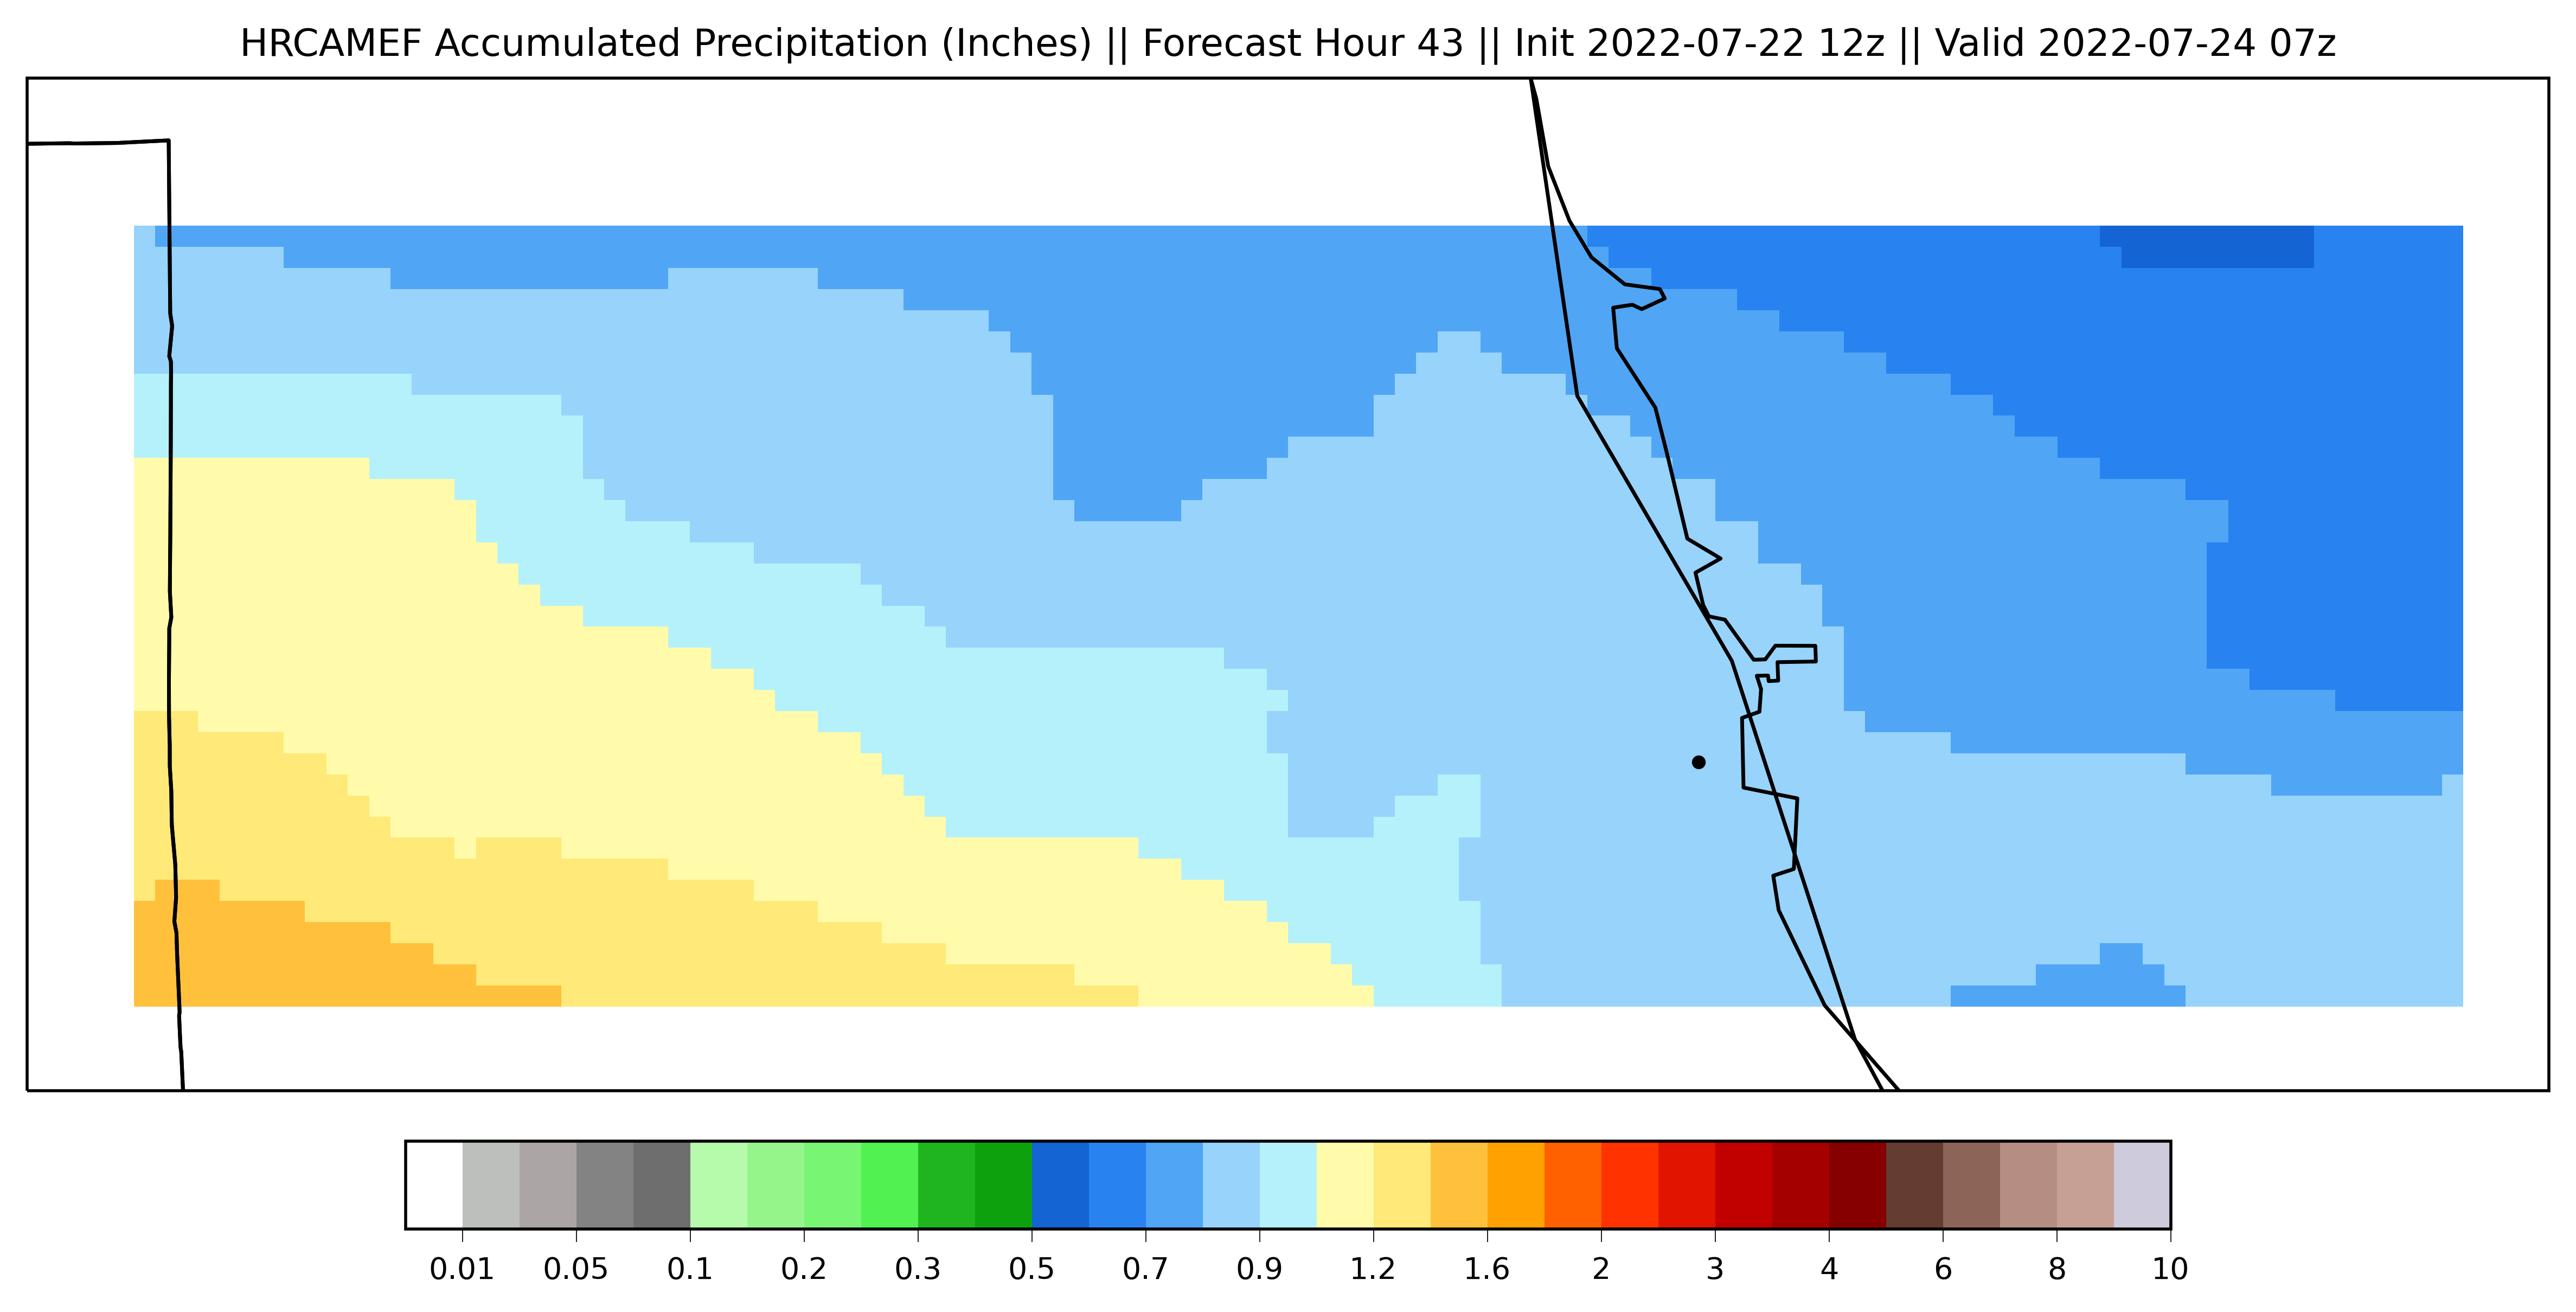 HRCAMEF Accumulated Precipitation (Inches) || Forecast Hour 43 || Init 2022-07-22 12z || Valid 2022-07-24 07z
0.01 0.05 0.1 0.2 0.3 0.5 0.7 0.9 1.2 1.6 2 3 4 6 8 10